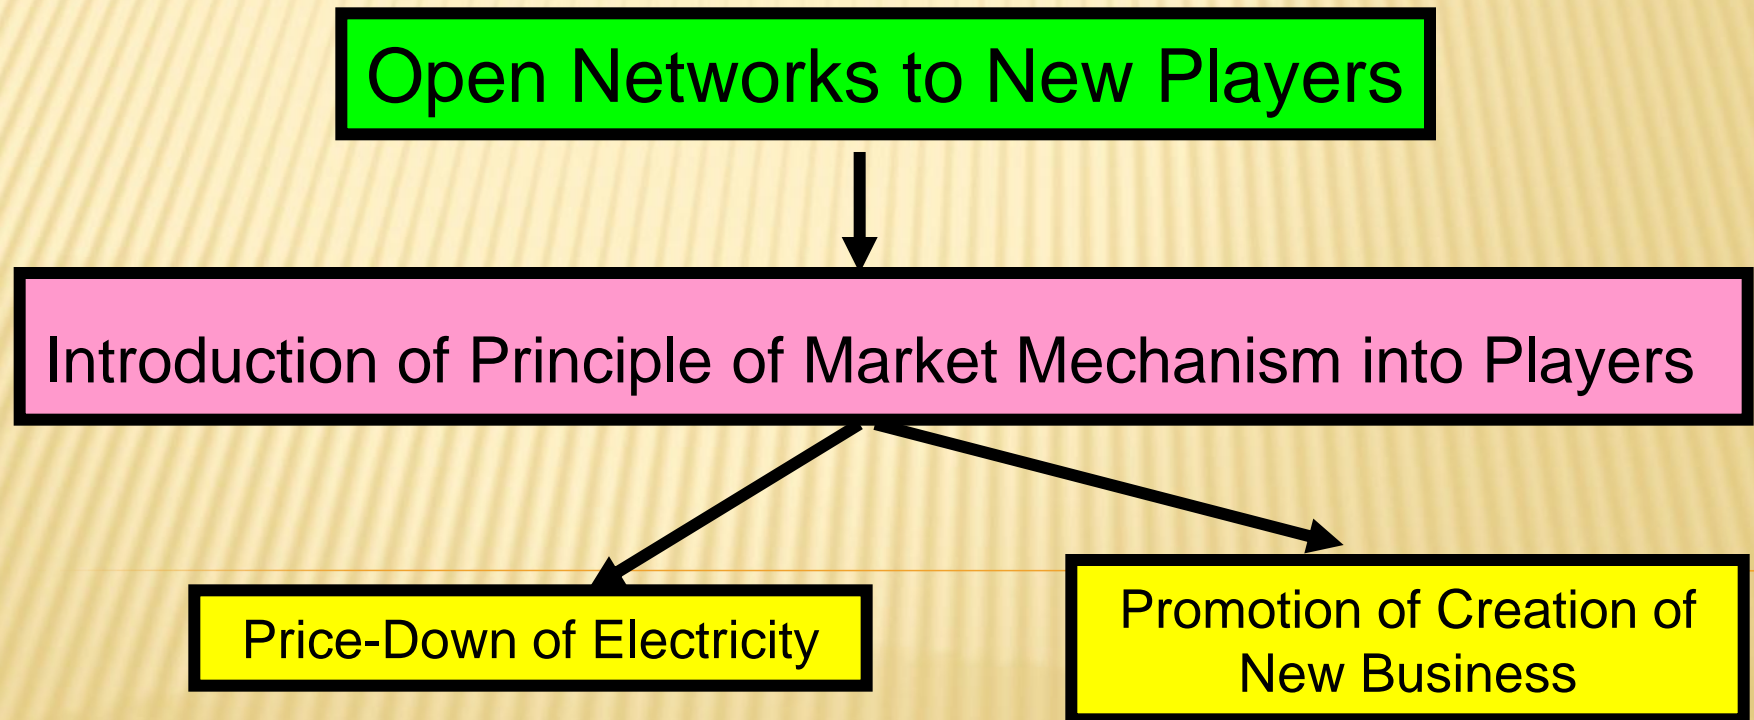 Open Networks to New Players
Introduction of Principle of Market Mechanism into Players
Price-Down of Electricity
Promotion of Creation of
New Business